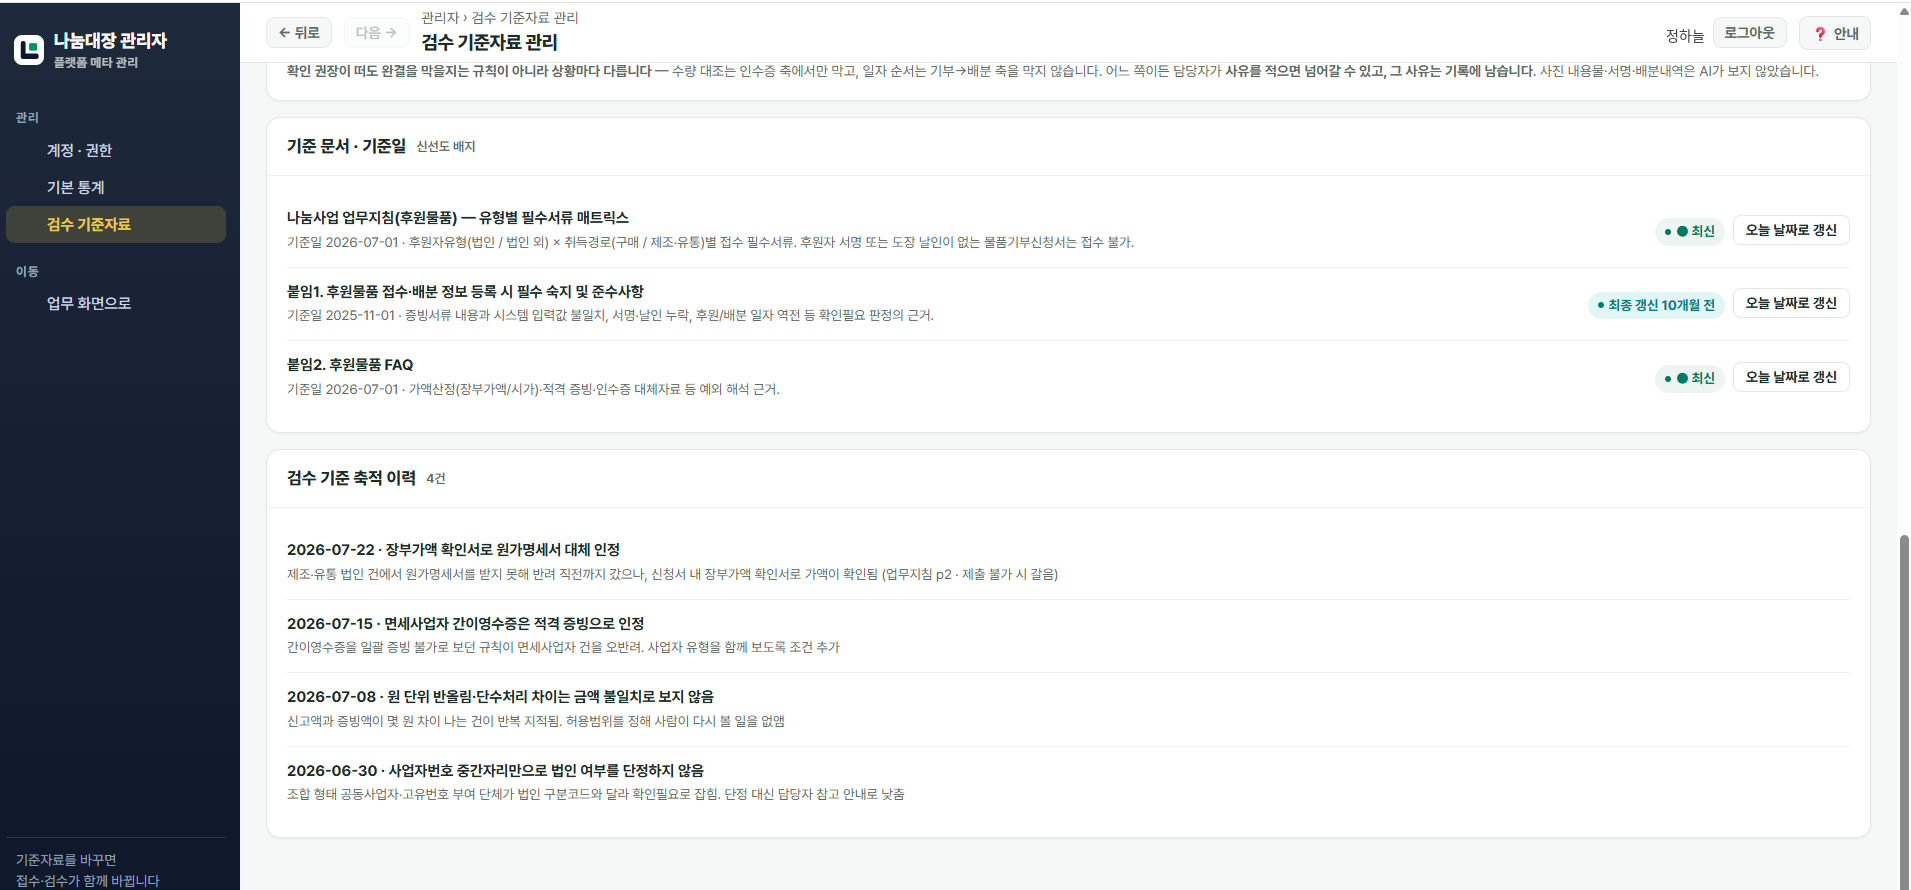 나눔대장 관리자
플랫폼 메타 관리
관리
계정 · 권한
기본 통계
검수 기준자료
이동
업무 화면으로
기준자료를 바꾸면
접수·검수가 함께 바뀝니다
← 뒤로
다음 →
관리자 › 검수 기준자료 관리
검수 기준자료 관리
정하늘
로그아웃
❓ 안내
확인 권장이 떠도 완결을 막을지는 규칙이 아니라 상황마다 다릅니다 — 수량 대조는 인수증 축에서만 막고, 일자 순서는 기부→배분 축을 막지 않습니다. 어느 쪽이든 담당자가 사유를 적으면 넘어갈 수 있고, 그 사유는 기록에 남습니다. 사진 내용물·서명·배분내역은 AI가 보지 않았습니다.
기준 문서 · 기준일 신선도 배지
나눔사업 업무지침(후원물품) — 유형별 필수서류 매트릭스
기준일 2026-07-01 · 후원자유형(법인 / 법인 외) × 취득경로(구매 / 제조·유통)별 접수 필수서류. 후원자 서명 또는 도장 날인이 없는 물품기부신청서는 접수 불가.
● ● 최신
오늘 날짜로 갱신
붙임1. 후원물품 접수·배분 정보 등록 시 필수 숙지 및 준수사항
기준일 2025-11-01 · 증빙서류 내용과 시스템 입력값 불일치, 서명·날인 누락, 후원/배분 일자 역전 등 확인필요 판정의 근거.
● 최종 갱신 10개월 전
오늘 날짜로 갱신
붙임2. 후원물품 FAQ
기준일 2026-07-01 · 가액산정(장부가액/시가)·적격 증빙·인수증 대체자료 등 예외 해석 근거.
● ● 최신
오늘 날짜로 갱신
검수 기준 축적 이력 4건
2026-07-22 · 장부가액 확인서로 원가명세서 대체 인정
제조·유통 법인 건에서 원가명세서를 받지 못해 반려 직전까지 갔으나, 신청서 내 장부가액 확인서로 가액이 확인됨 (업무지침 p2 · 제출 불가 시 갈음)
2026-07-15 · 면세사업자 간이영수증은 적격 증빙으로 인정
간이영수증을 일괄 증빙 불가로 보던 규칙이 면세사업자 건을 오반려. 사업자 유형을 함께 보도록 조건 추가
2026-07-08 · 원 단위 반올림·단수처리 차이는 금액 불일치로 보지 않음
신고액과 증빙액이 몇 원 차이 나는 건이 반복 지적됨. 허용범위를 정해 사람이 다시 볼 일을 없앰
2026-06-30 · 사업자번호 중간자리만으로 법인 여부를 단정하지 않음
조합 형태 공동사업자·고유번호 부여 단체가 법인 구분코드와 달라 확인필요로 잡힘. 단정 대신 담당자 참고 안내로 낮춤